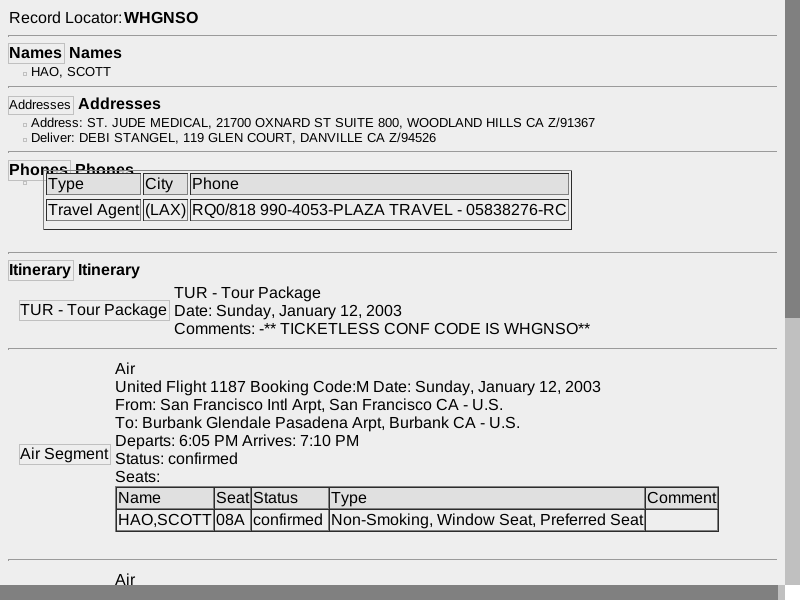 Record Locator: WHGNSO
Names Names
HAO, SCOTT
Addresses Addresses
Address: ST. JUDE MEDICAL, 21700 OXNARD ST SUITE 800, WOODLAND HILLS CA Z/91367
Deliver: DEBI STANGEL, 119 GLEN COURT, DANVILLE CA Z/94526
Phones Phones
Type City Phone
Travel Agent (LAX) RQ0/818 990-4053-PLAZA TRAVEL - 05838276-RC
Itinerary Itinerary
TUR - Tour Package
TUR - Tour Package
Date: Sunday, January 12, 2003
Comments: -** TICKETLESS CONF CODE IS WHGNSO**
Air Segment
Air
United Flight 1187 Booking Code:M Date: Sunday, January 12, 2003
From: San Francisco Intl Arpt, San Francisco CA - U.S.
To: Burbank Glendale Pasadena Arpt, Burbank CA - U.S.
Departs: 6:05 PM Arrives: 7:10 PM
Status: confirmed
Seats:
Name Seat Status Type Comment
HAO,SCOTT 08A confirmed Non-Smoking, Window Seat, Preferred Seat
Air